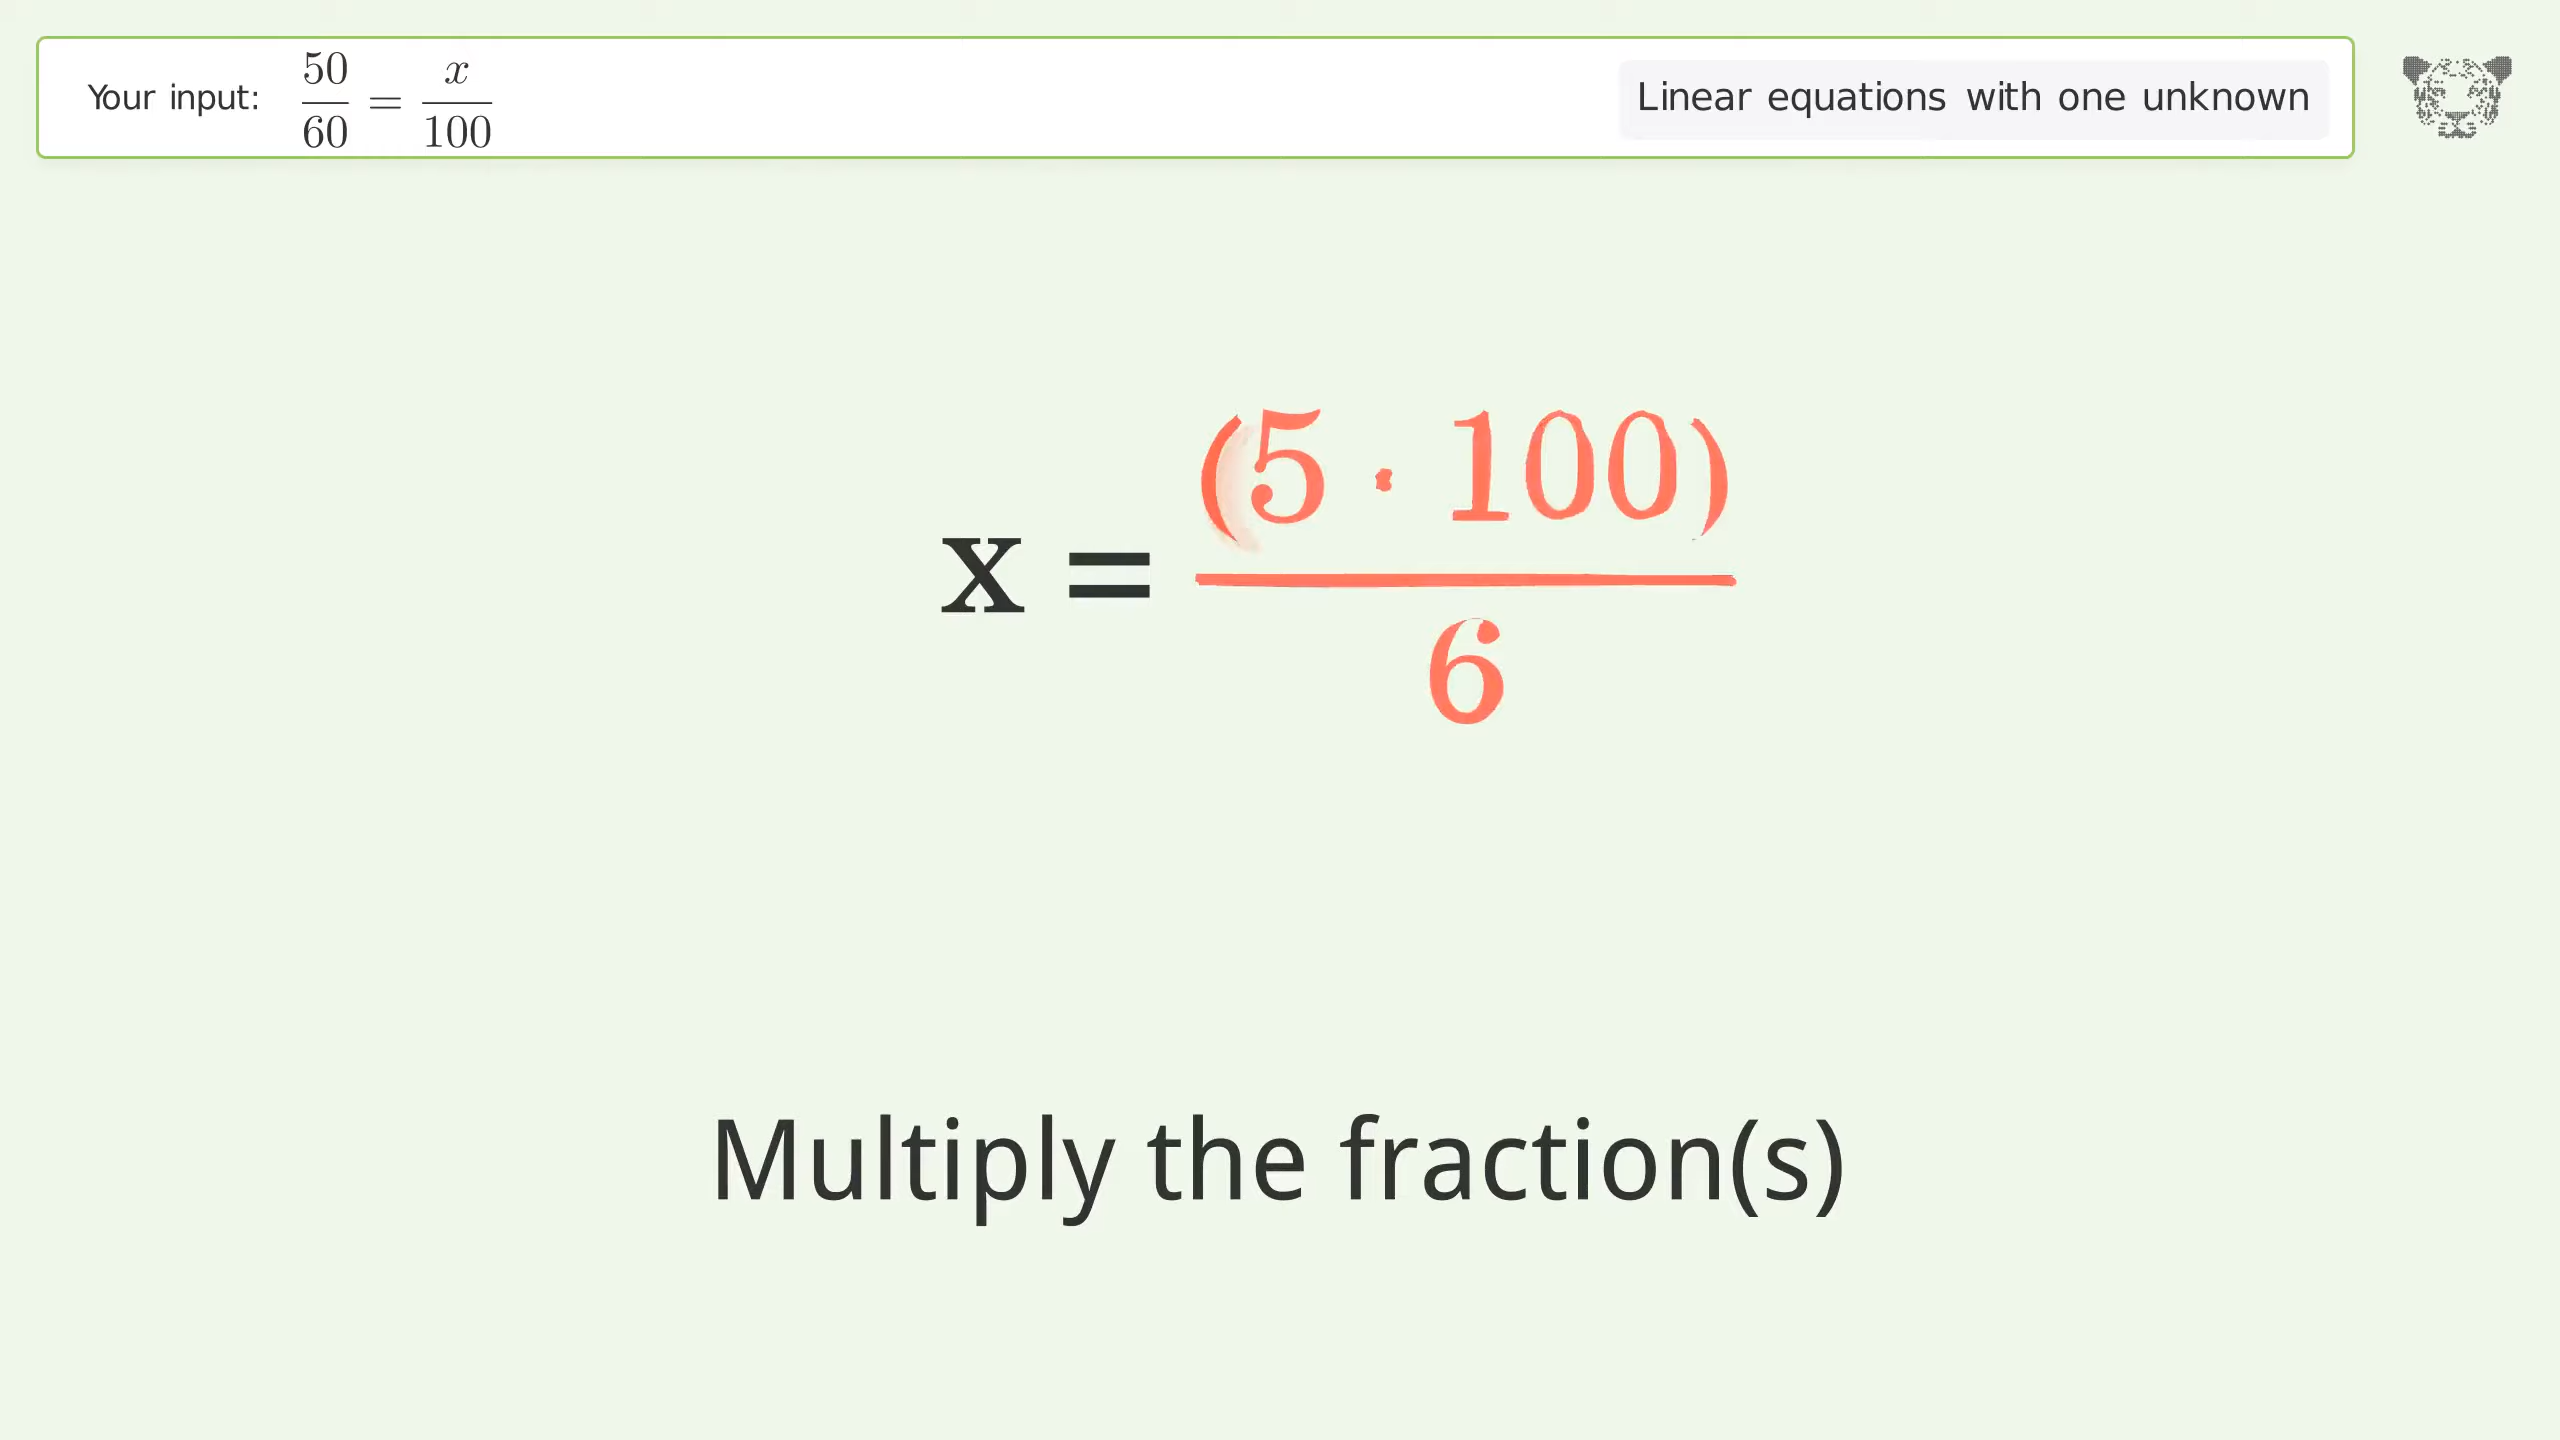 Your input: 50/60 = x/100
Linear equations with one unknown
x = (5 · 100)/6
Multiply the fraction(s)